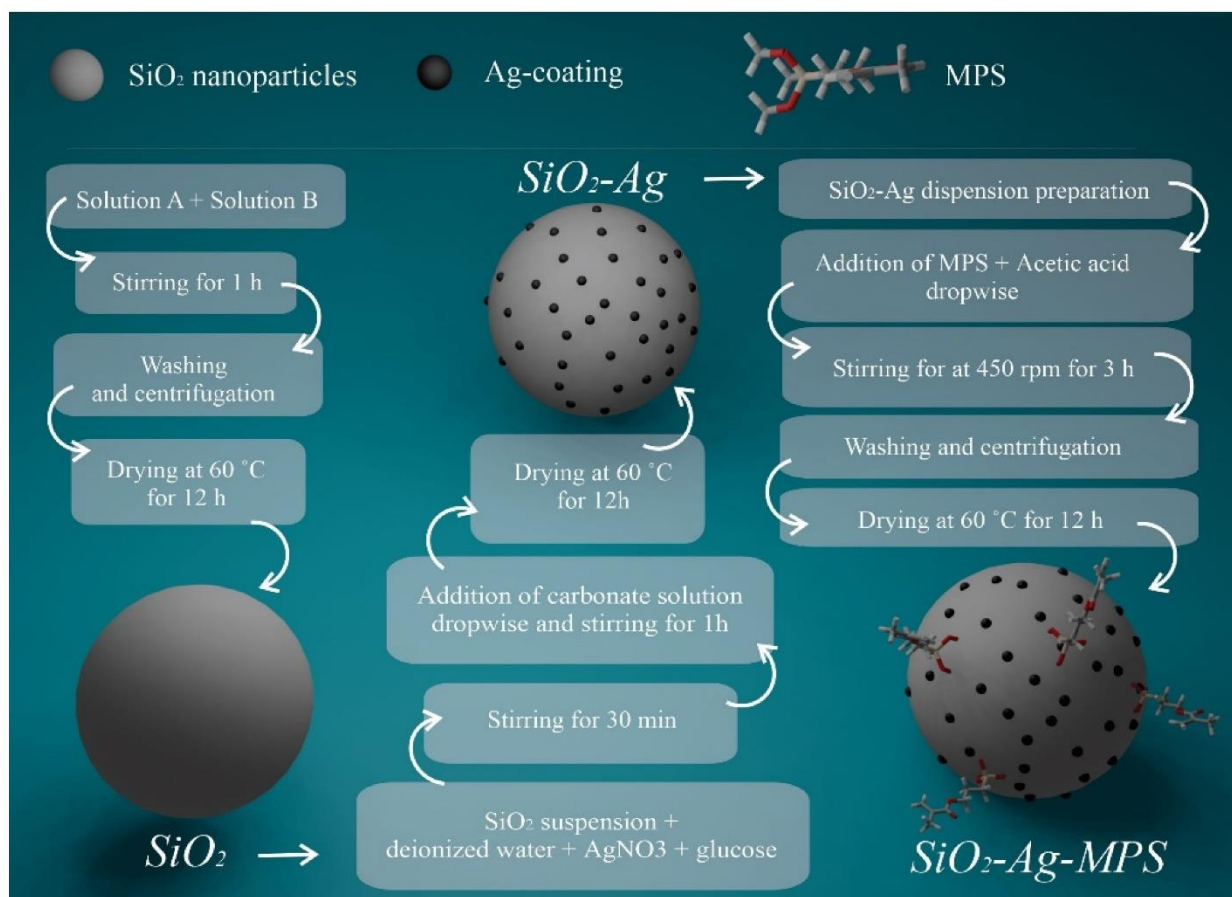 SiO₂ nanoparticles
Ag-coating
MPS
Solution A + Solution B
Stirring for 1 h
Washing
and centrifugation
Drying at 60 ˚C
for 12 h
SiO₂
SiO₂ suspension +
deionized water + AgNO3 + glucose
Stirring for 30 min
Addition of carbonate solution
dropwise and stirring for 1h
Drying at 60 ˚C
for 12h
SiO₂-Ag
SiO₂-Ag dispension preparation
Addition of MPS + Acetic acid
dropwise
Stirring for at 450 rpm for 3 h
Washing and centrifugation
Drying at 60 ˚C for 12 h
SiO₂-Ag-MPS